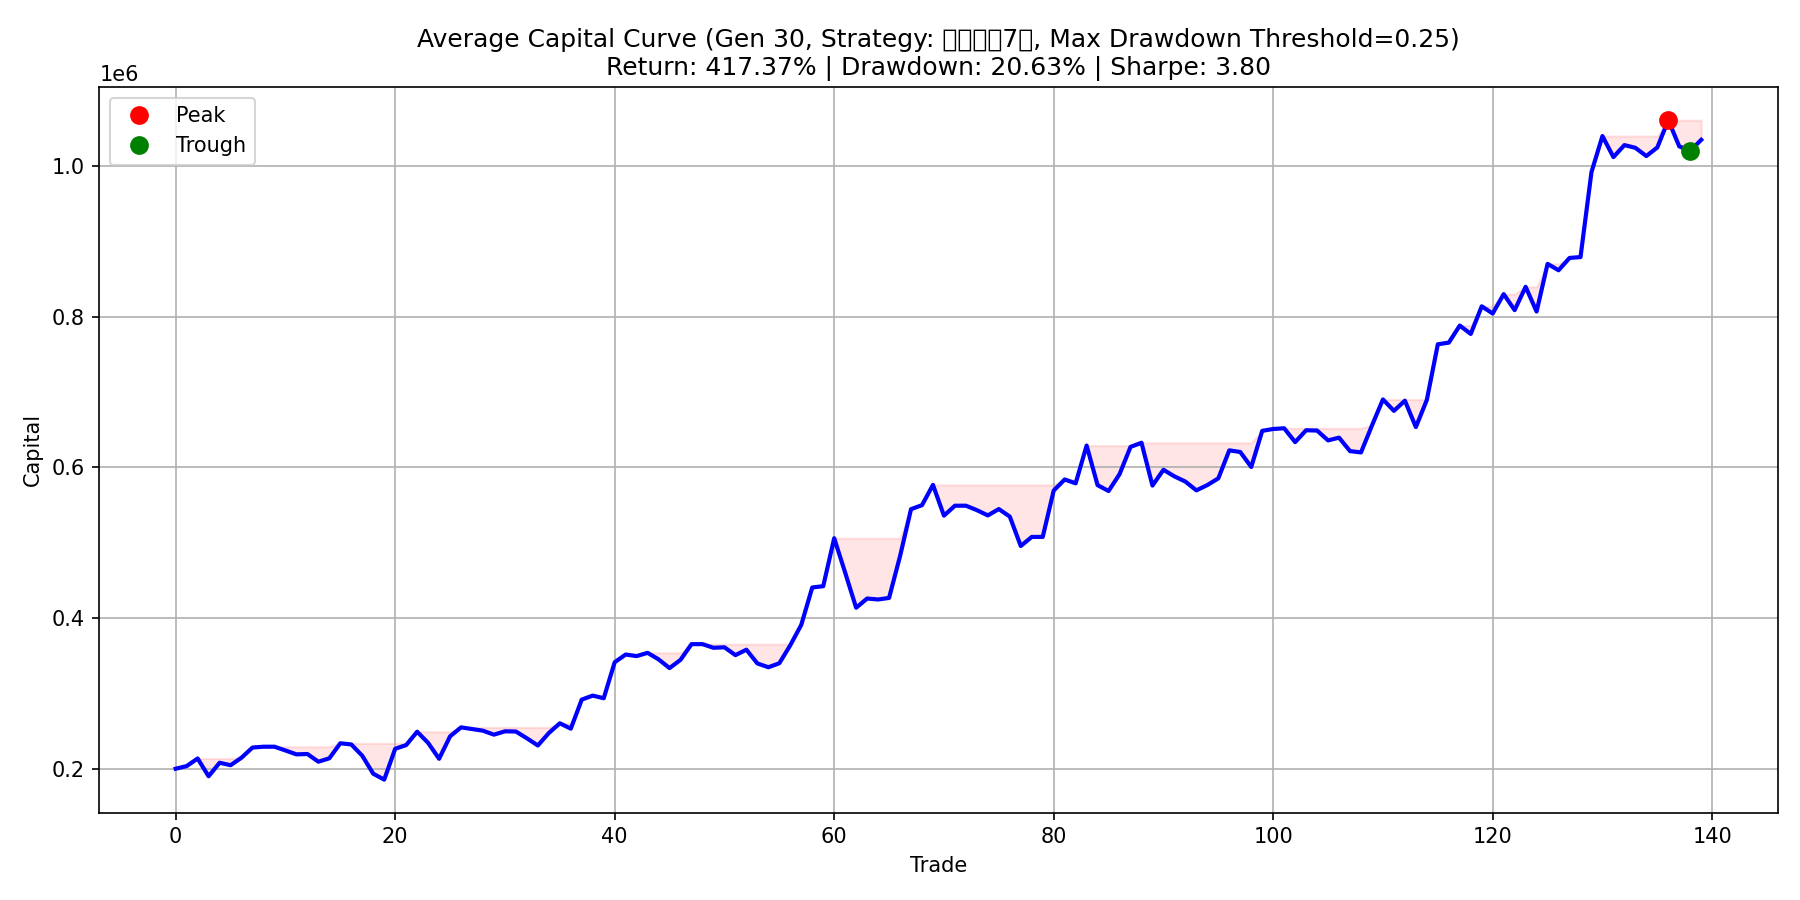 Average Capital Curve (Gen 30, Strategy: 7, Max Drawdown Threshold=0.25)
Return: 417.37% | Drawdown: 20.63% | Sharpe: 3.80
1e6
Peak
Trough
1.0
0.8
0.6
0.4
0.2
Capital
0 20 40 60 80 100 120 140
Trade